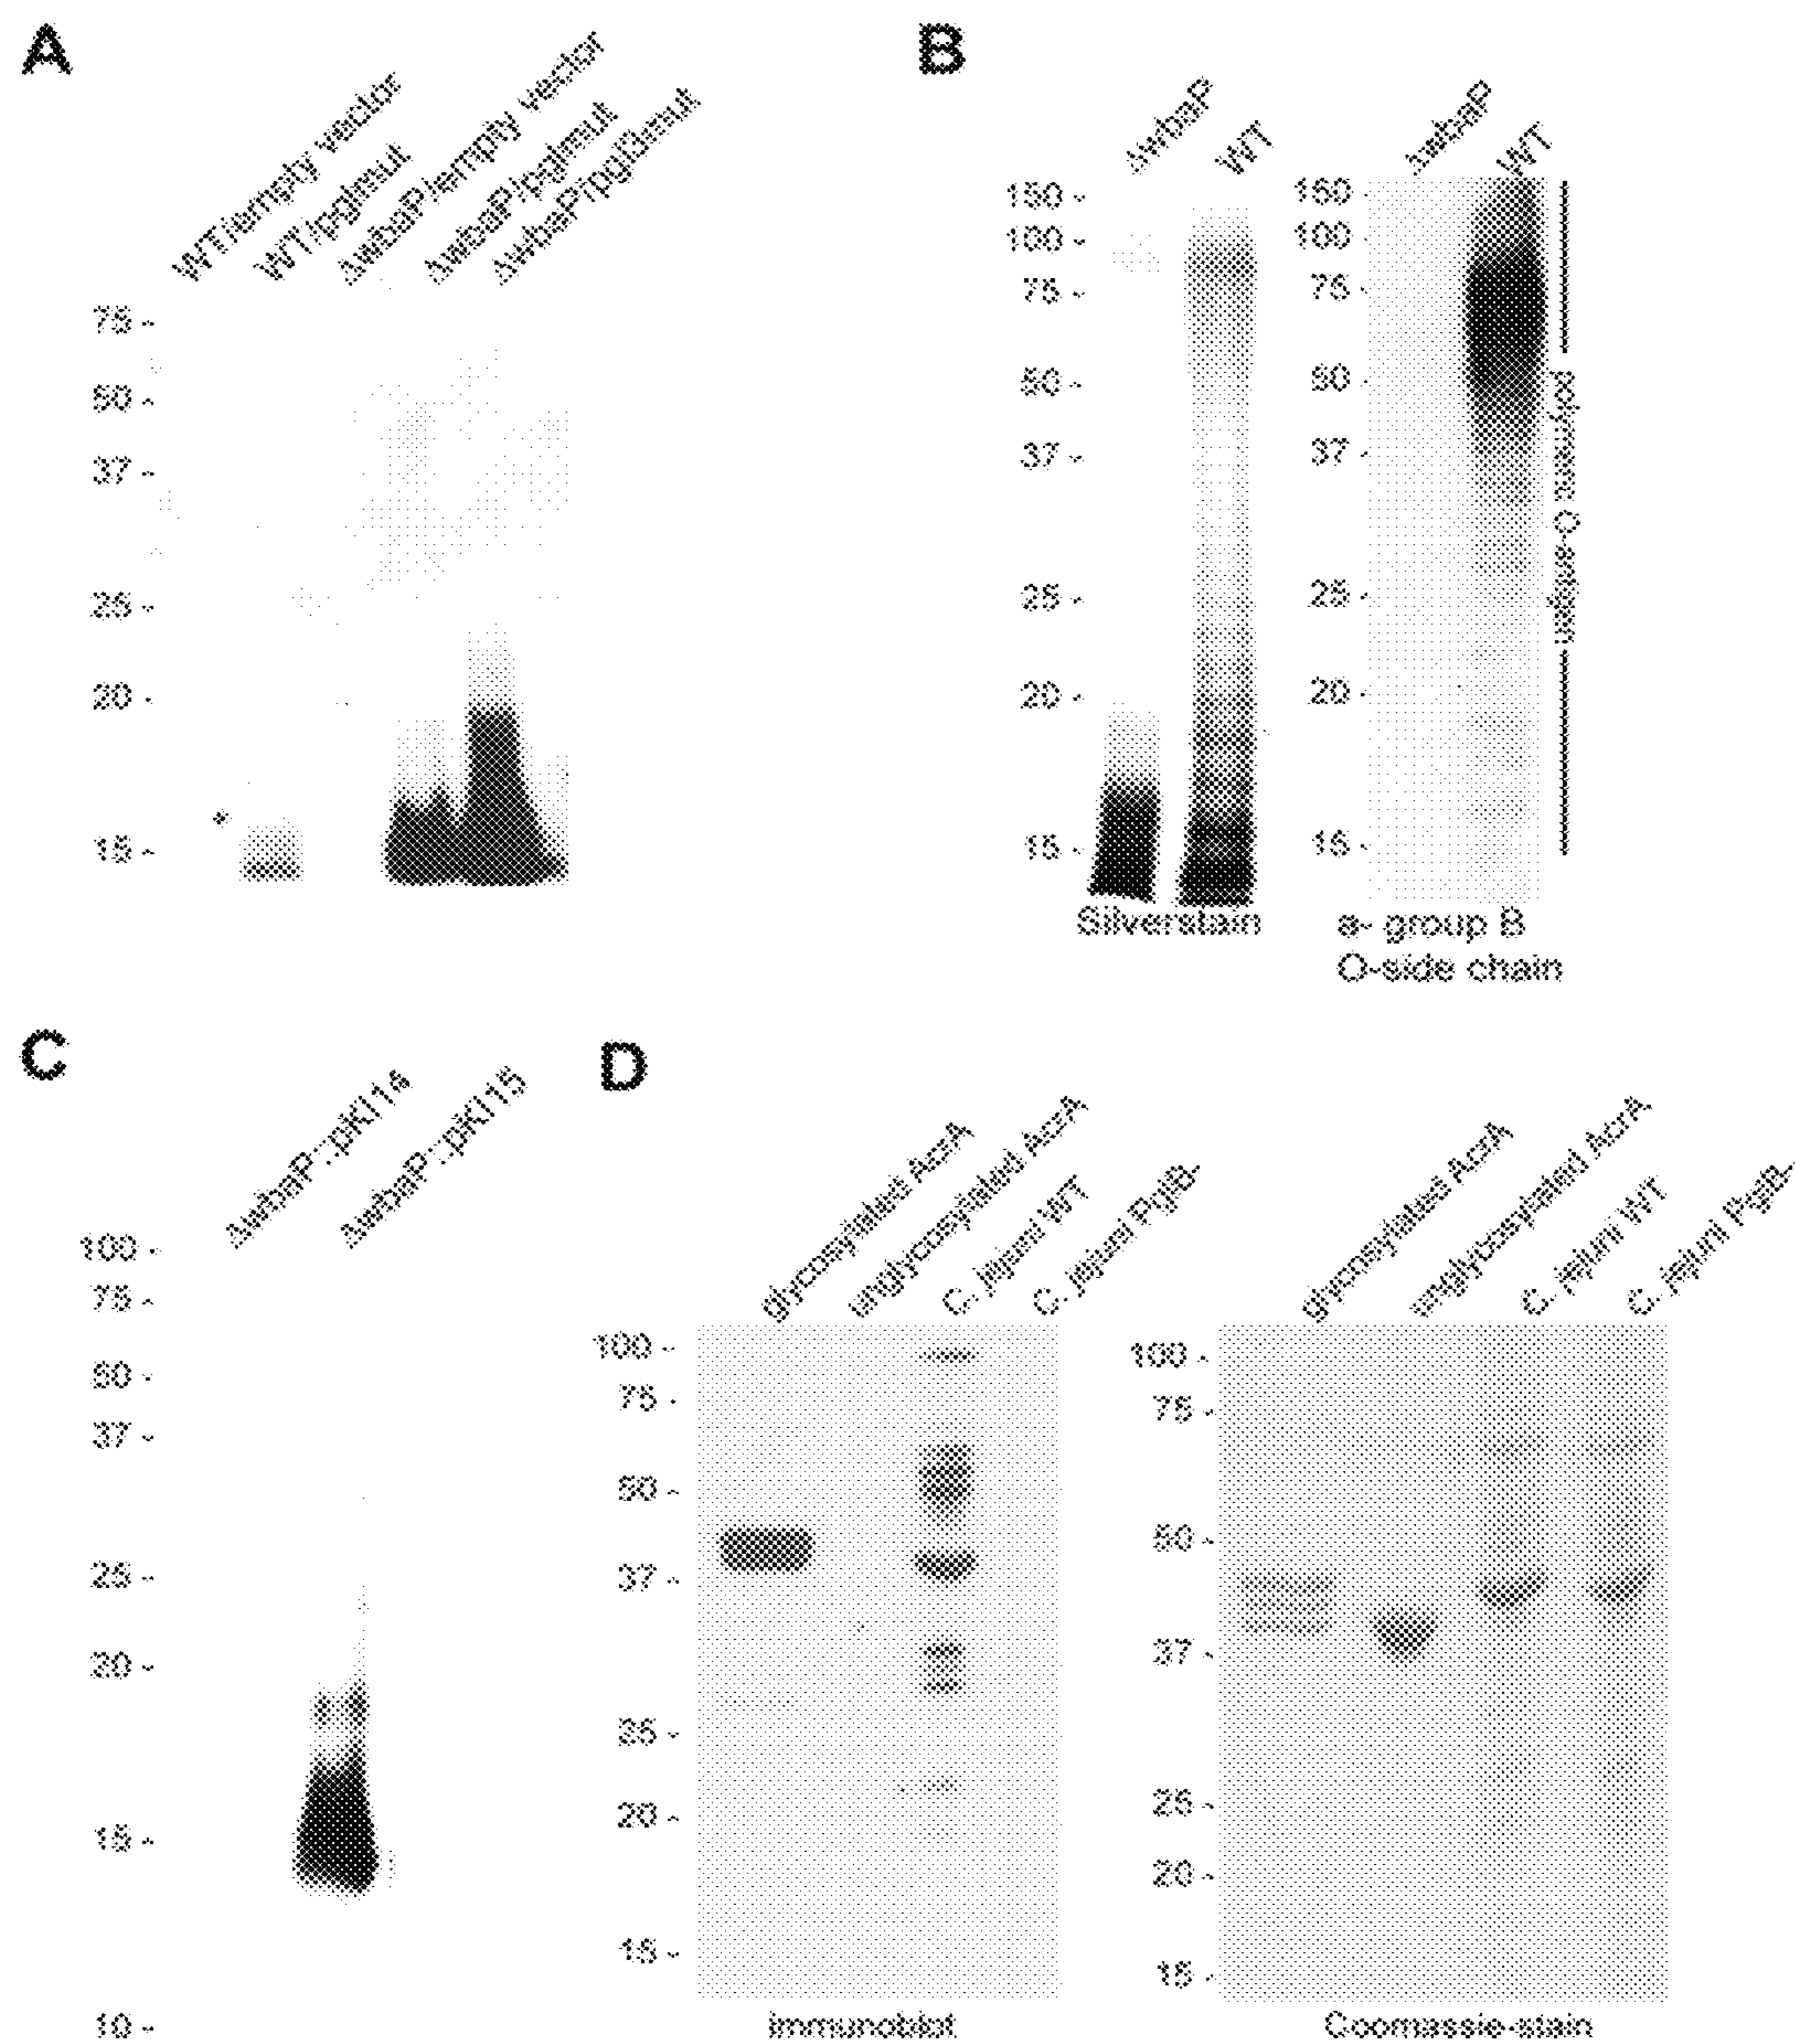 A
WT/empty vector
WT/pglmut
ΔwbaP/empty vector
ΔwbaP/pglmut
75 -
50 -
37 -
25 -
20 -
*
15 -
B
ΔwbaP
WT
150 -
100 -
75 -
50 -
37 -
25 -
20 -
15 -
Silverstain
ΔwbaP
WT
150
100
75
50
37
25
20
15
polymeric O-antigen
a- group B
O-side chain
C
ΔwbaP::pKI14
ΔwbaP::pKI15
100 -
75 -
50 -
37 -
25 -
20 -
15 -
10 -
D
glycosylated AcrA
unglycosylated AcrA
C. jejuni WT
C. jejuni PglB-
100 -
75 -
50 -
37 -
25 -
20 -
15 -
immunoblot
glycosylated AcrA
unglycosylated AcrA
C. jejuni WT
C. jejuni PglB-
100 -
75 -
50 -
37 -
25 -
20 -
15 -
Coomassie-stain